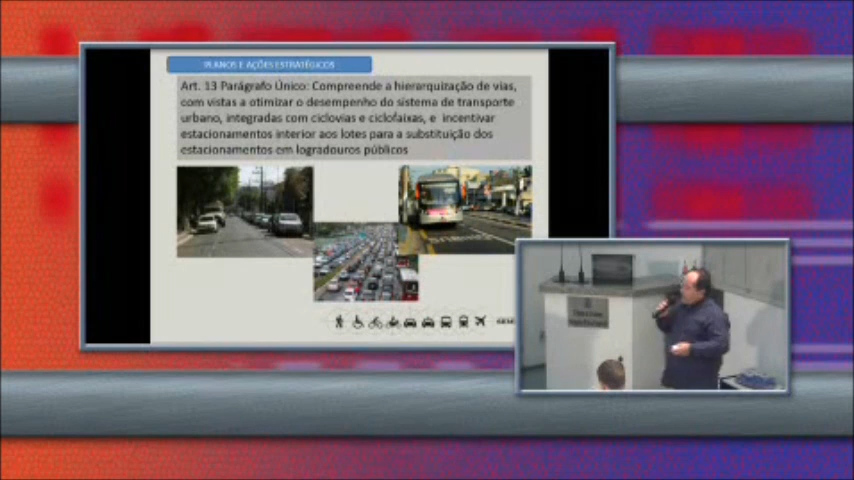 PLANOS E AÇÕES ESTRATÉGICOS
Art. 13 Parágrafo Único: Compreende a hierarquização de vias,
com vistas a otimizar o desempenho do sistema de transporte
urbano, integradas com ciclovias e ciclofaixas, e incentivar
estacionamentos interior aos lotes para a substituição dos
estacionamentos em logradouros públicos